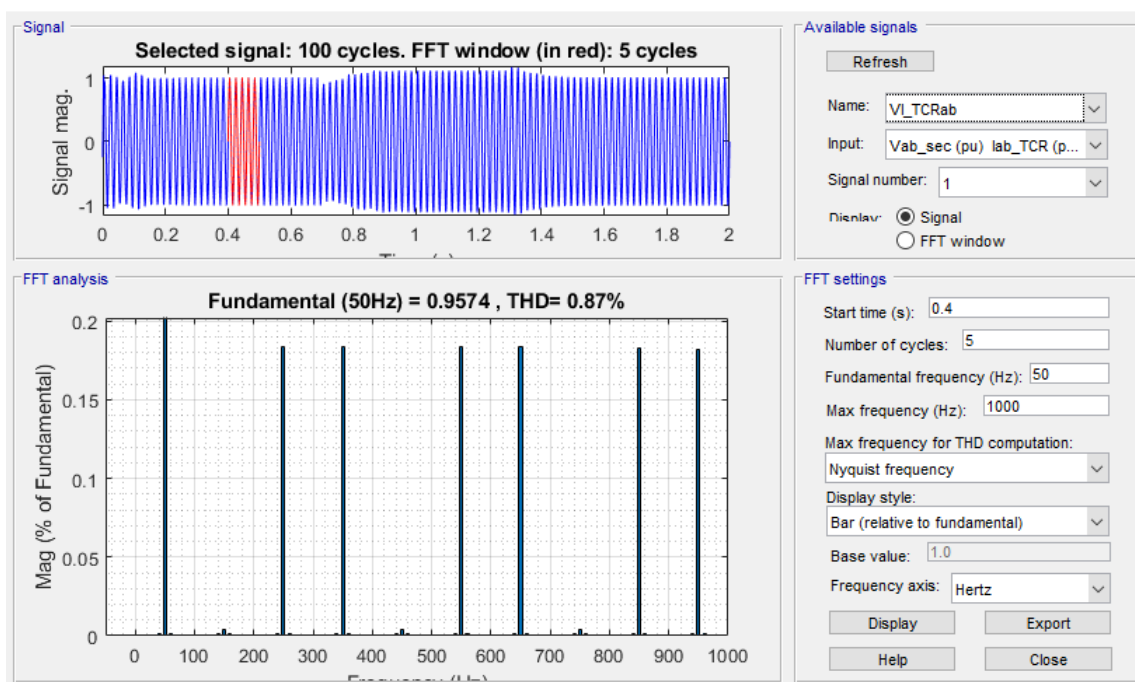 Signal
Selected signal: 100 cycles. FFT window (in red): 5 cycles
Signal mag.
1
0
-1
0 0.2 0.4 0.6 0.8 1 1.2 1.4 1.6 1.8 2
Available signals
Refresh
Name: VI_TCRab
Input: Vab_sec (pu) Iab_TCR (p...
Signal number: 1
Display: Signal
FFT window
FFT analysis
Fundamental (50Hz) = 0.9574 , THD= 0.87%
Mag (% of Fundamental)
0.2
0.15
0.1
0.05
0
0 100 200 300 400 500 600 700 800 900 1000
Frequency (Hz)
FFT settings
Start time (s): 0.4
Number of cycles: 5
Fundamental frequency (Hz): 50
Max frequency (Hz): 1000
Max frequency for THD computation:
Nyquist frequency
Display style:
Bar (relative to fundamental)
Base value: 1.0
Frequency axis: Hertz
Display Export
Help Close